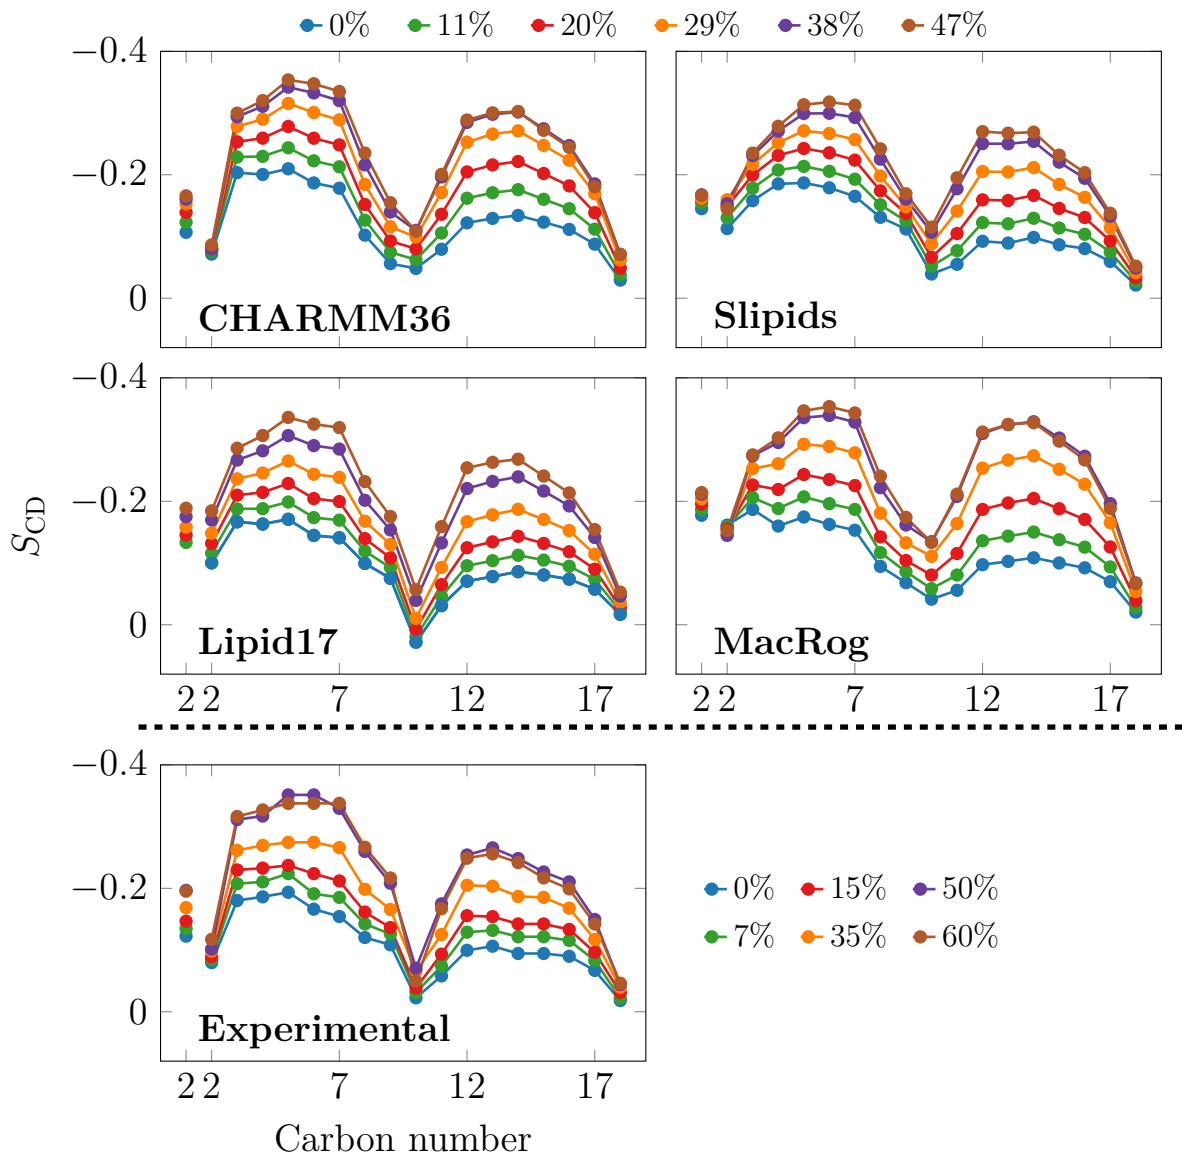 0% 11% 20% 29% 38% 47%
−0.4
−0.2
0
CHARMM36
Slipids
−0.4
−0.2
0
Lipid17
MacRog
2 2 7 12 17
2 2 7 12 17
S_CD
−0.4
−0.2
0
Experimental
0% 15% 50%
7% 35% 60%
2 2 7 12 17
Carbon number